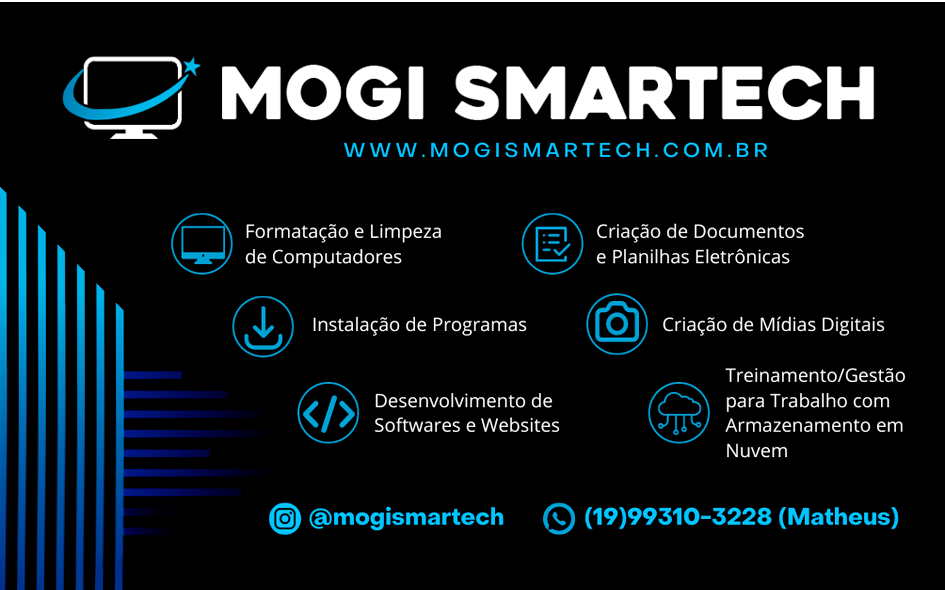 MOGI SMARTECH
WWW.MOGISMARTECH.COM.BR
Formatação e Limpeza
de Computadores
Criação de Documentos
e Planilhas Eletrônicas
Instalação de Programas
Criação de Mídias Digitais
Desenvolvimento de
Softwares e Websites
Treinamento/Gestão
para Trabalho com
Armazenamento em
Nuvem
@mogismartech
(19)99310-3228 (Matheus)